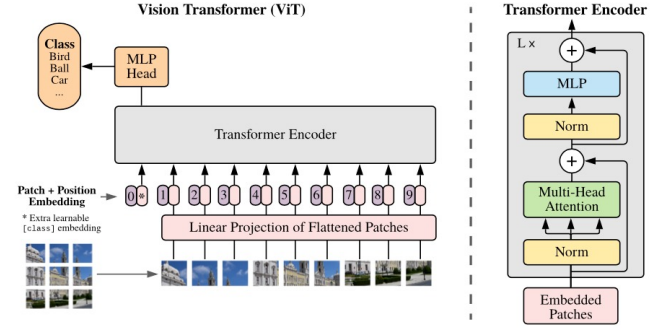 Vision Transformer (ViT)
Class
Bird
Ball
Car
...
MLP
Head
Transformer Encoder
Patch + Position
Embedding
0 * 1 2 3 4 5 6 7 8 9
* Extra learnable
[class] embedding
Linear Projection of Flattened Patches
Transformer Encoder
L x
+
MLP
Norm
+
Multi-Head
Attention
Norm
Embedded
Patches